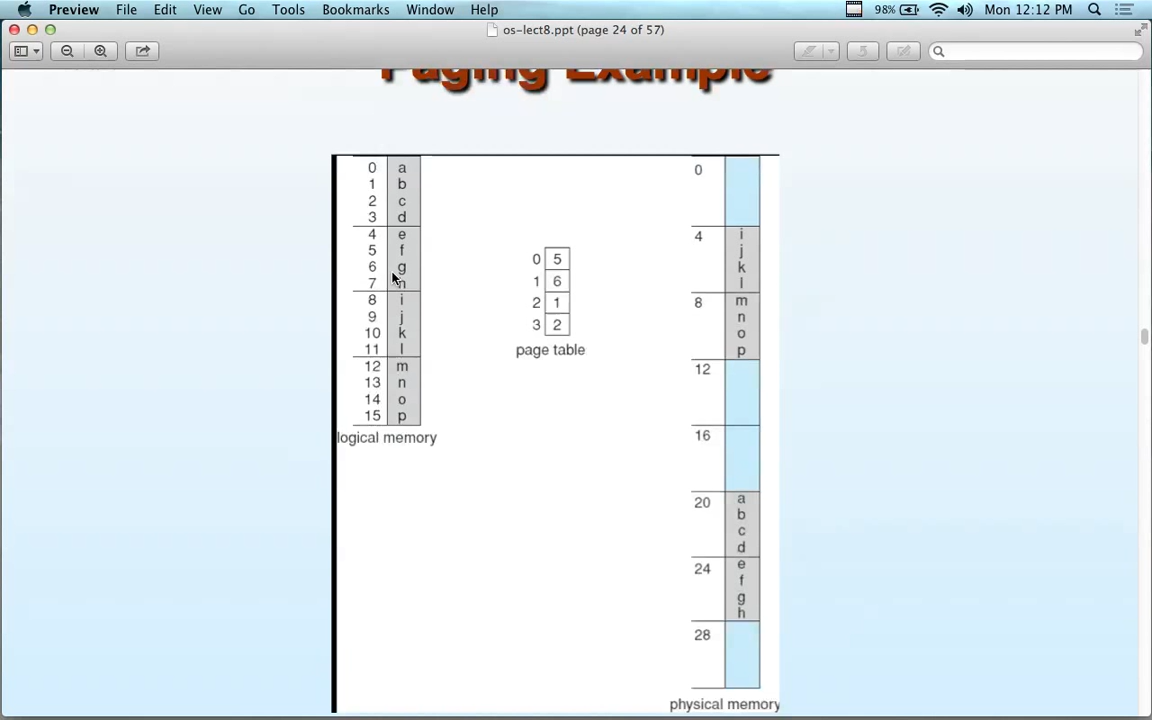 Preview File Edit View Go Tools Bookmarks Window Help 98% Mon 12:12 PM
os-lect8.ppt (page 24 of 57)
Paging Example
0 a
1 b
2 c
3 d
4 e
5 f
6 g
7 h
8 i
9 j
10 k
11 l
12 m
13 n
14 o
15 p
logical memory
0 5
1 6
2 1
3 2
page table
0
4 i
j
k
l
8 m
n
o
p
12
16
20 a
b
c
d
24 e
f
g
h
28
physical memory